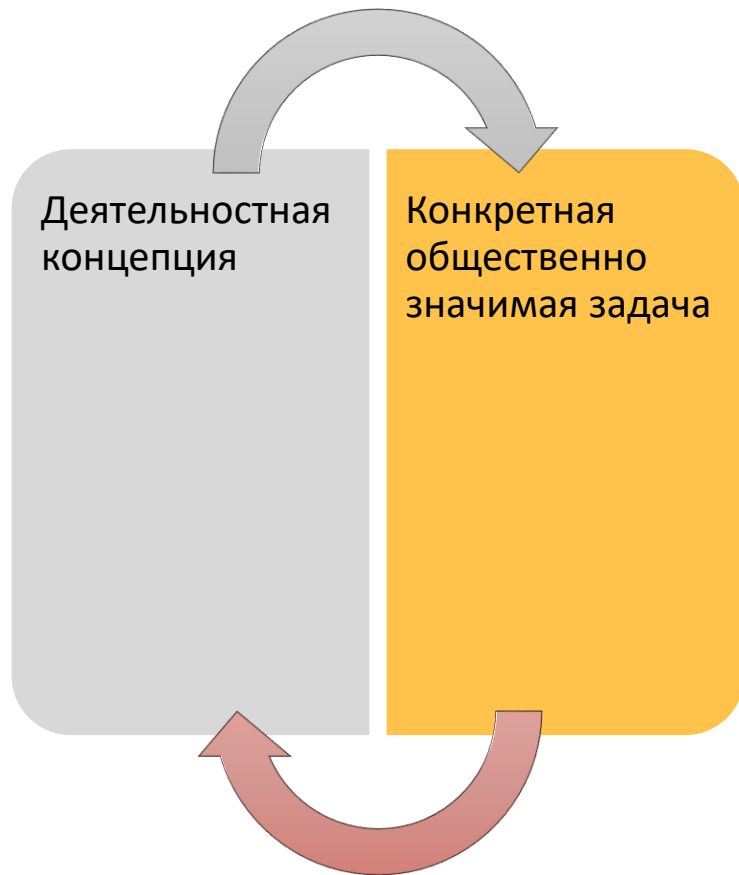 Деятельностная
концепция
Конкретная
общественно
значимая задача